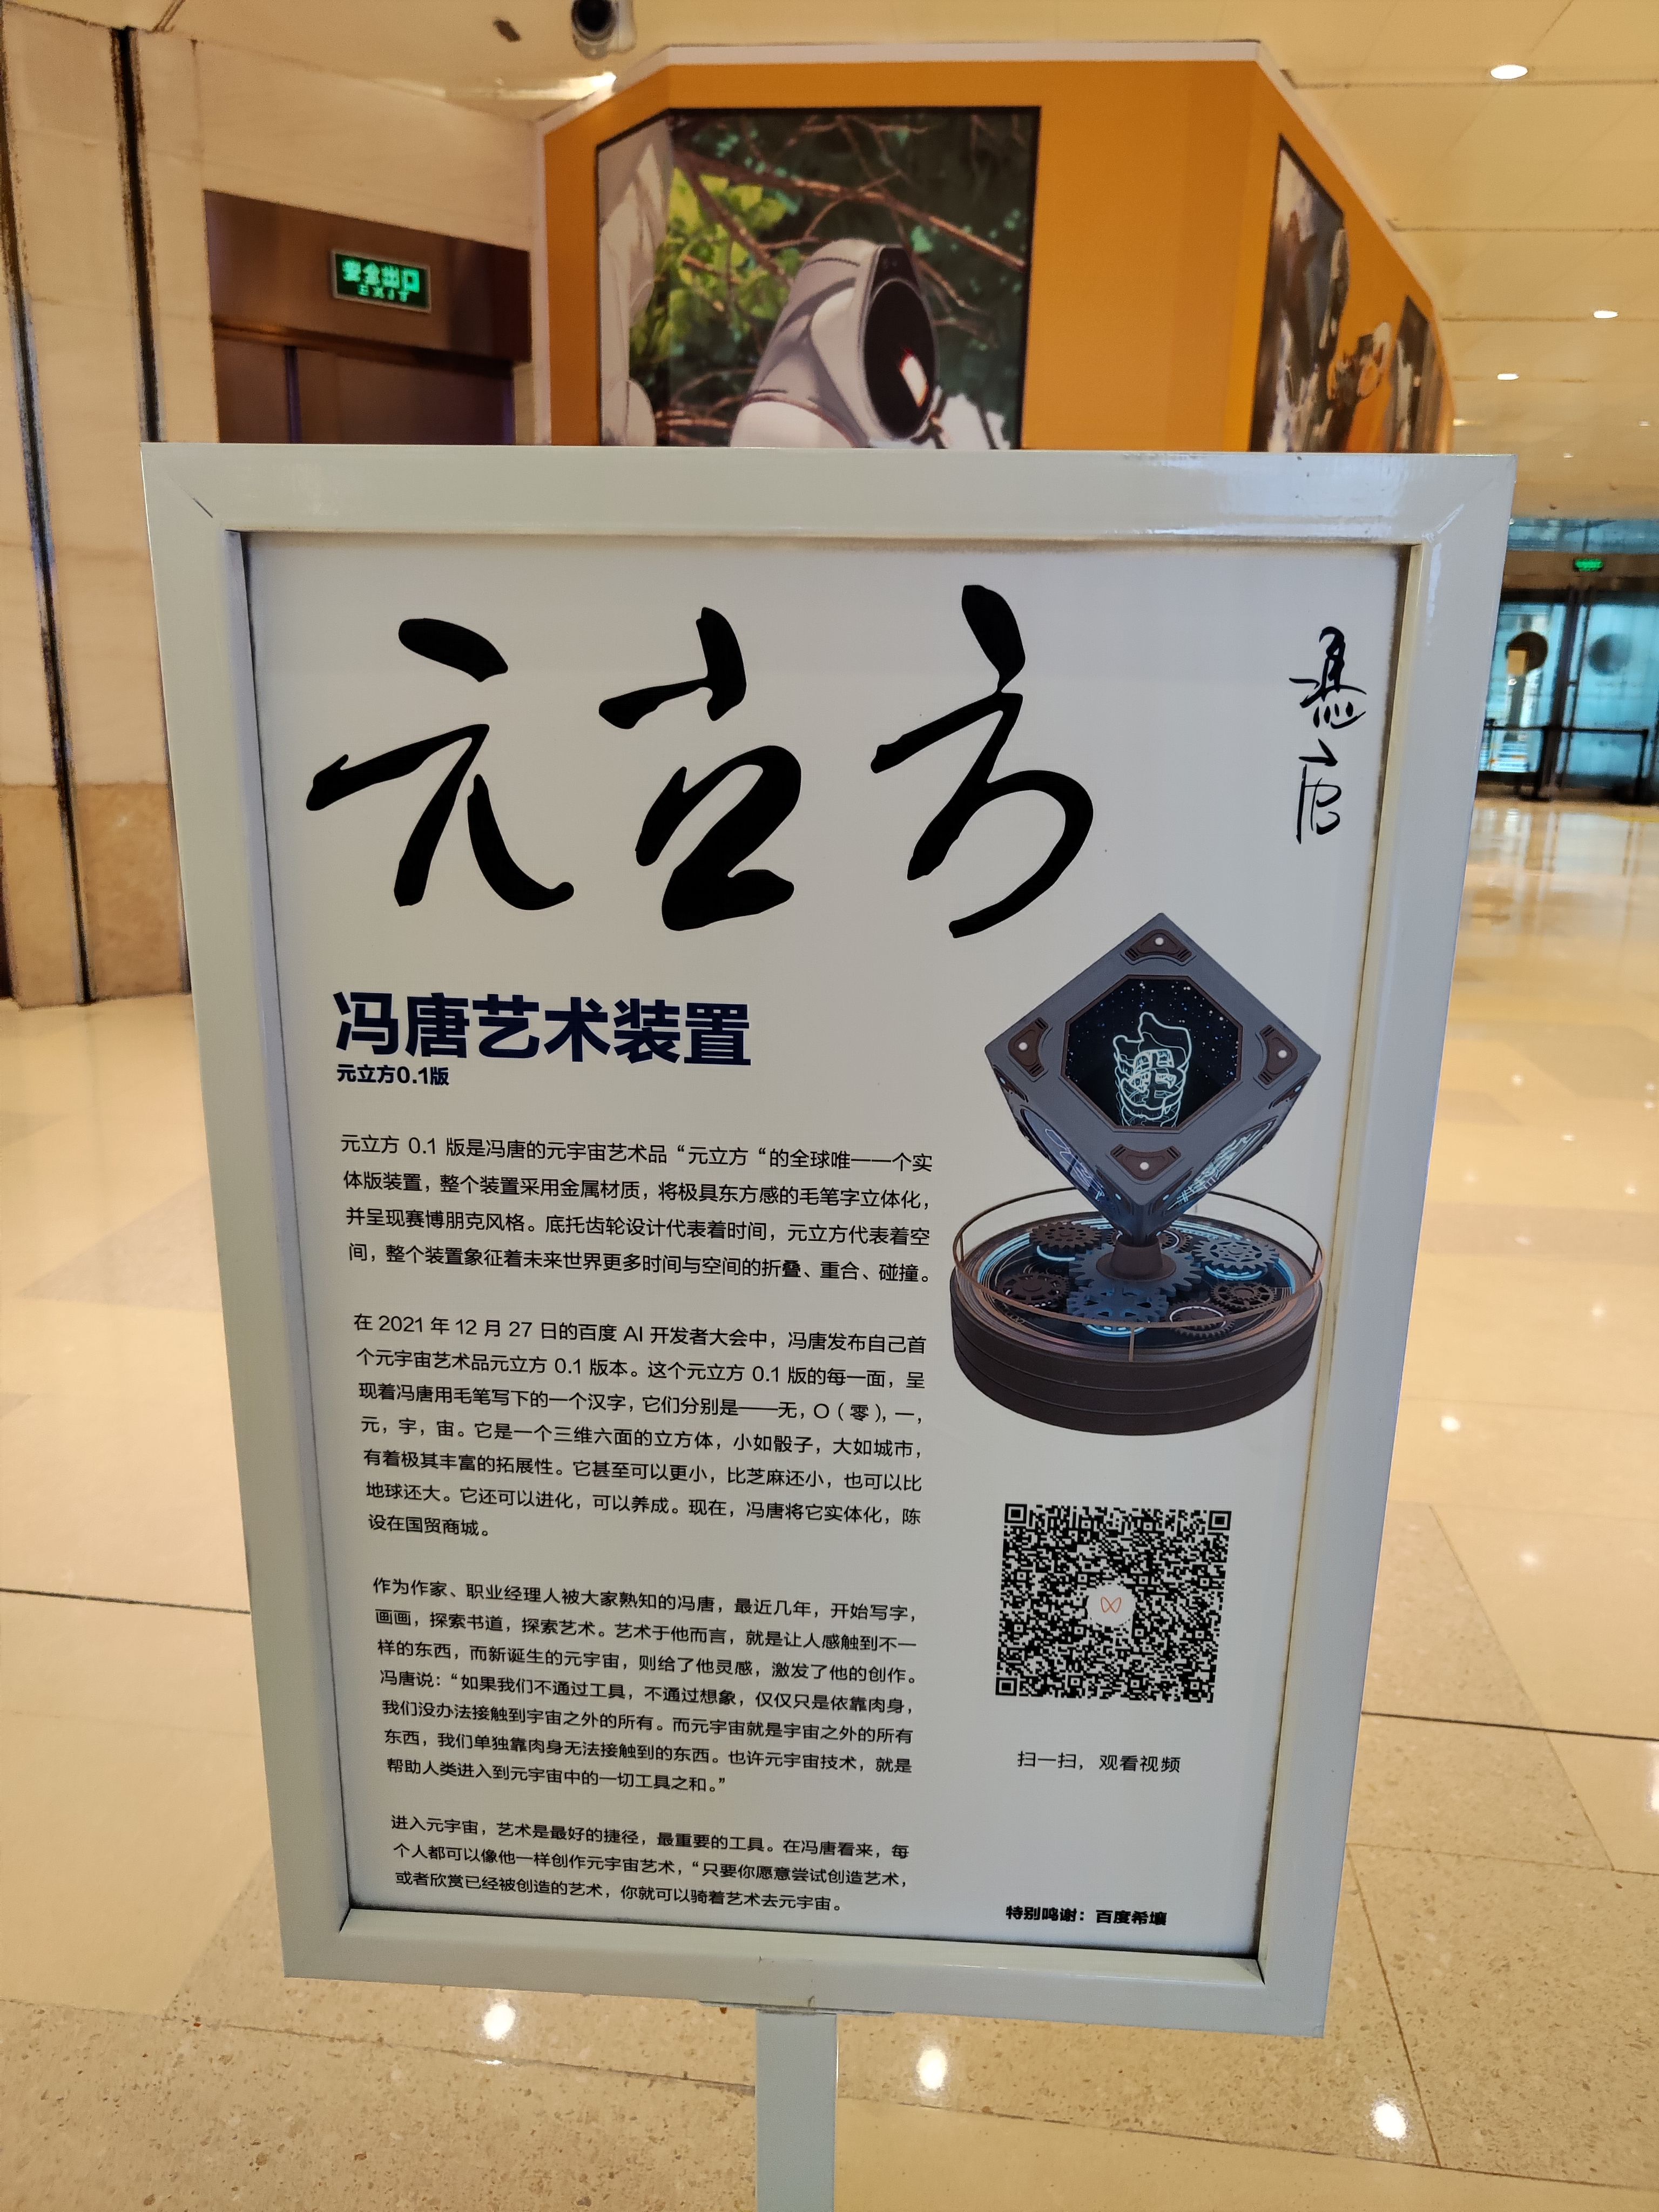 安全出口
EXIT
元立方
冯唐
冯唐艺术装置
元立方0.1版
元立方 0.1 版是冯唐的元宇宙艺术品“元立方“的全球唯一一个实
体版装置，整个装置采用金属材质，将极具东方感的毛笔字立体化，
并呈现赛博朋克风格。底托齿轮设计代表着时间，元立方代表着空
间，整个装置象征着未来世界更多时间与空间的折叠、重合、碰撞。
在 2021 年 12 月 27 日的百度 AI 开发者大会中，冯唐发布自己首
个元宇宙艺术品元立方 0.1 版本。这个元立方 0.1 版的每一面，呈
现着冯唐用毛笔写下的一个汉字，它们分别是——无，O（零），一，
元，宇，宙。它是一个三维六面的立方体，小如骰子，大如城市，
有着极其丰富的拓展性。它甚至可以更小，比芝麻还小，也可以比
地球还大。它还可以进化，可以养成。现在，冯唐将它实体化，陈
设在国贸商城。
作为作家、职业经理人被大家熟知的冯唐，最近几年，开始写字，
画画，探索书道，探索艺术。艺术于他而言，就是让人感触到不一
样的东西，而新诞生的元宇宙，则给了他灵感，激发了他的创作。
冯唐说：“如果我们不通过工具，不通过想象，仅仅只是依靠肉身，
我们没办法接触到宇宙之外的所有。而元宇宙就是宇宙之外的所有
东西，我们单独靠肉身无法接触到的东西。也许元宇宙技术，就是
帮助人类进入到元宇宙中的一切工具之和。”
进入元宇宙，艺术是最好的捷径，最重要的工具。在冯唐看来，每
个人都可以像他一样创作元宇宙艺术，“只要你愿意尝试创造艺术，
或者欣赏已经被创造的艺术，你就可以骑着艺术去元宇宙。
扫一扫，观看视频
特别鸣谢：百度希壤